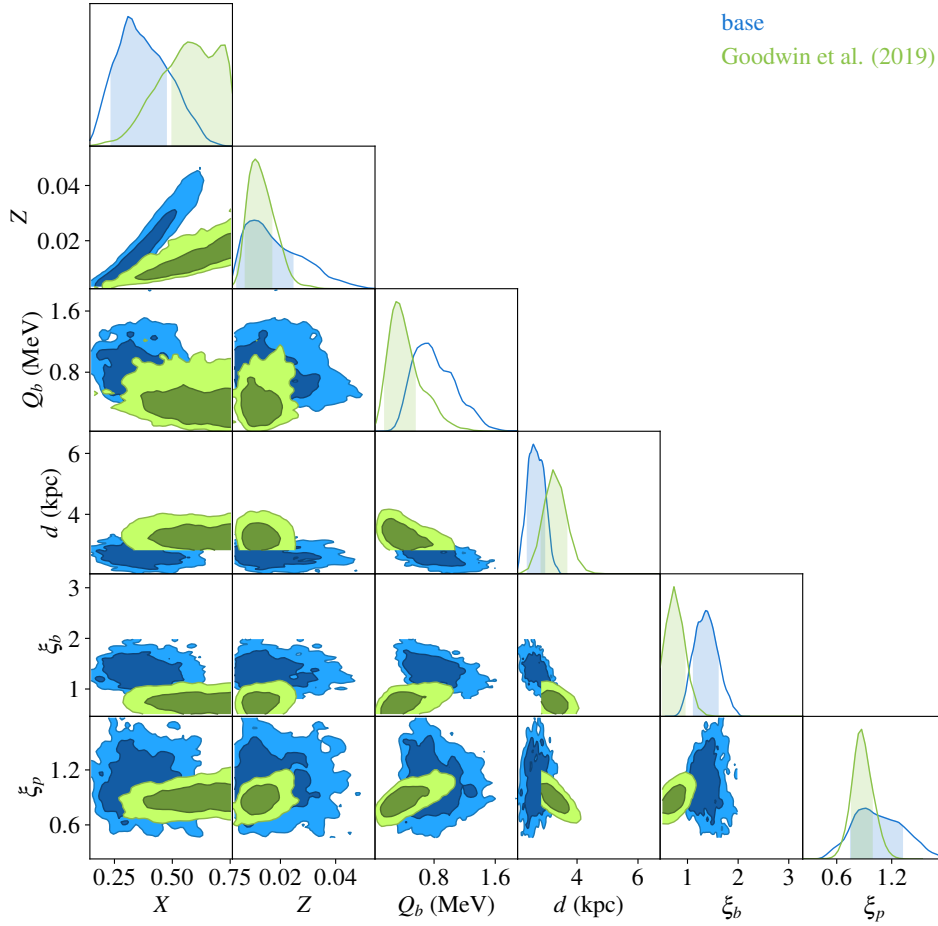 base
Goodwin et al. (2019)
0.04
0.02
Z
1.6
0.8
Q_b (MeV)
6
4
d (kpc)
3
2
1
ξ_b
1.2
0.6
ξ_p
0.25 0.50 0.75 0.02 0.04 0.8 1.6 2 4 6 1 2 3 0.6 1.2
X Z Q_b (MeV) d (kpc) ξ_b ξ_p